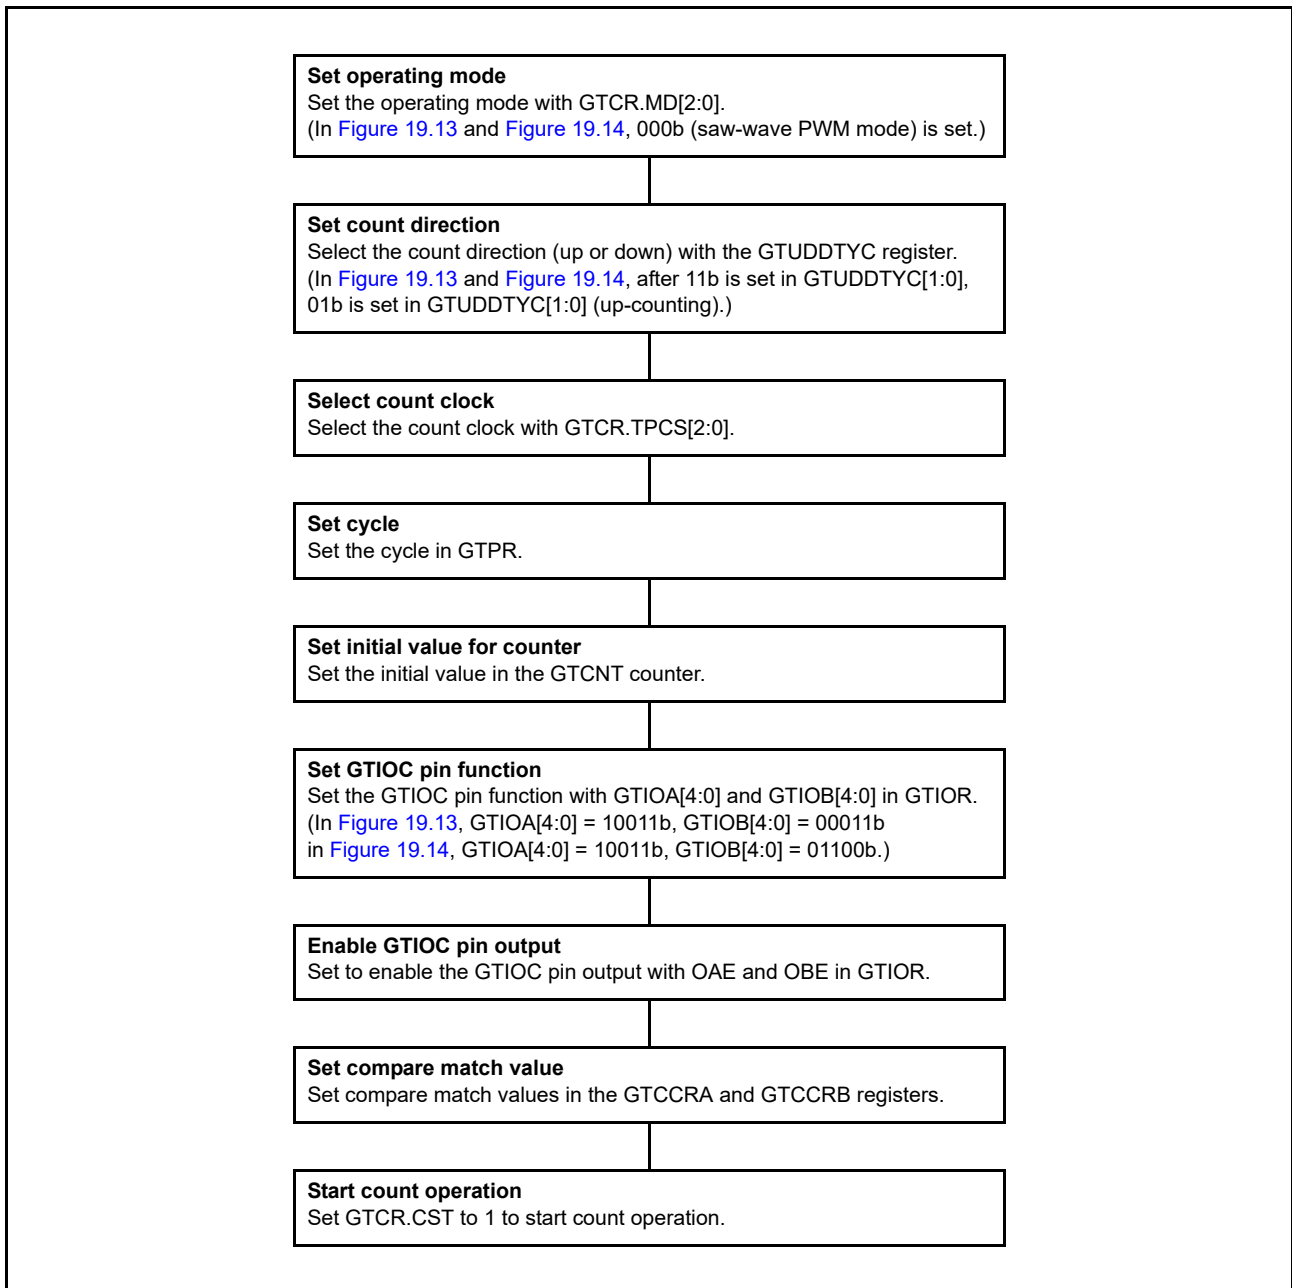 Set operating mode
Set the operating mode with GTCR.MD[2:0].
(In Figure 19.13 and Figure 19.14, 000b (saw-wave PWM mode) is set.)
Set count direction
Select the count direction (up or down) with the GTUDDTYC register.
(In Figure 19.13 and Figure 19.14, after 11b is set in GTUDDTYC[1:0],
01b is set in GTUDDTYC[1:0] (up-counting).)
Select count clock
Select the count clock with GTCR.TPCS[2:0].
Set cycle
Set the cycle in GTPR.
Set initial value for counter
Set the initial value in the GTCNT counter.
Set GTIOC pin function
Set the GTIOC pin function with GTIOA[4:0] and GTIOB[4:0] in GTIOR.
(In Figure 19.13, GTIOA[4:0] = 10011b, GTIOB[4:0] = 00011b
in Figure 19.14, GTIOA[4:0] = 10011b, GTIOB[4:0] = 01100b.)
Enable GTIOC pin output
Set to enable the GTIOC pin output with OAE and OBE in GTIOR.
Set compare match value
Set compare match values in the GTCCRA and GTCCRB registers.
Start count operation
Set GTCR.CST to 1 to start count operation.